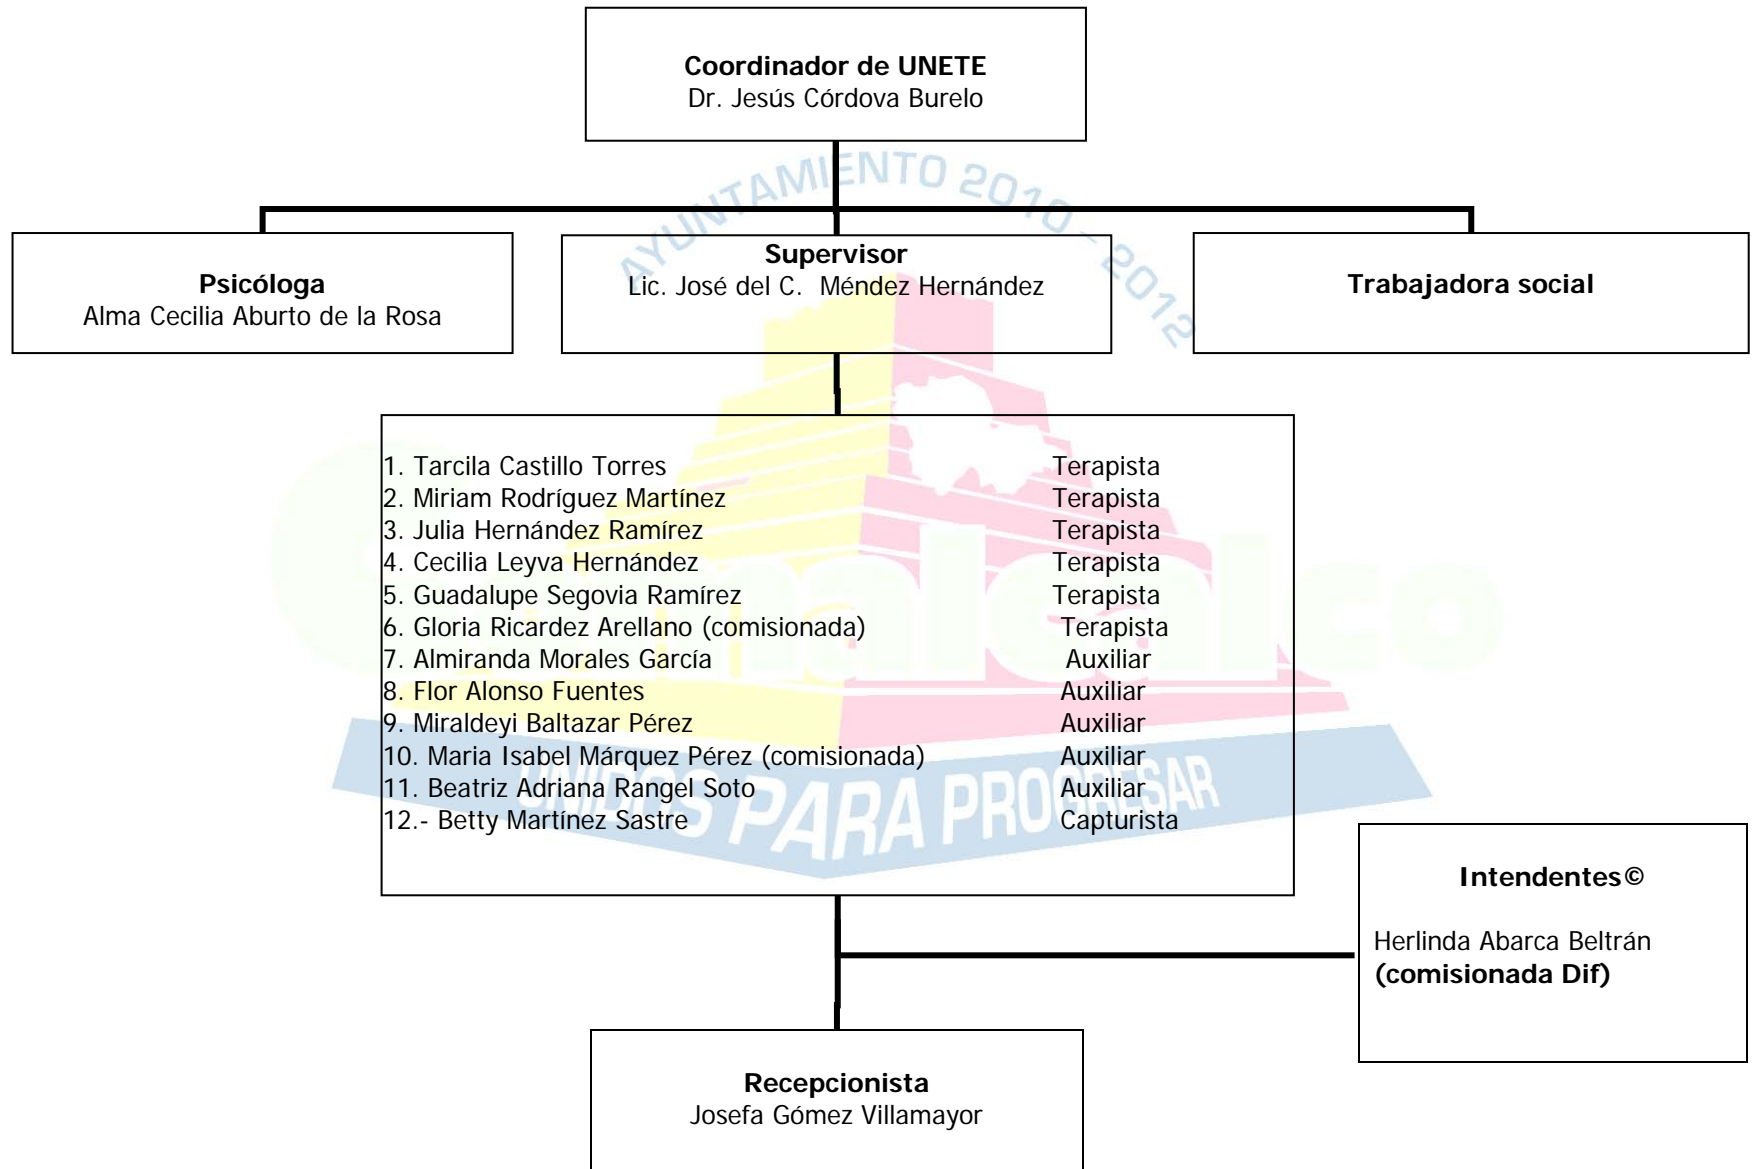 Coordinador de UNETE
Dr. Jesús Córdova Burelo
AYUNTAMIENTO 2010 - 2012
Psicóloga
Alma Cecilia Aburto de la Rosa
Supervisor
Lic. José del C. Méndez Hernández
Trabajadora social
1. Tarcila Castillo Torres Terapista
2. Miriam Rodríguez Martínez Terapista
3. Julia Hernández Ramírez Terapista
4. Cecilia Leyva Hernández Terapista
5. Guadalupe Segovia Ramírez Terapista
6. Gloria Ricardez Arellano (comisionada) Terapista
7. Almiranda Morales García Auxiliar
8. Flor Alonso Fuentes Auxiliar
9. Miraldeyi Baltazar Pérez Auxiliar
10. Maria Isabel Márquez Pérez (comisionada) Auxiliar
11. Beatriz Adriana Rangel Soto Auxiliar
12.- Betty Martínez Sastre Capturista
Comalcalco
UNIDOS PARA PROGRESAR
Intendentes©
Herlinda Abarca Beltrán
(comisionada Dif)
Recepcionista
Josefa Gómez Villamayor